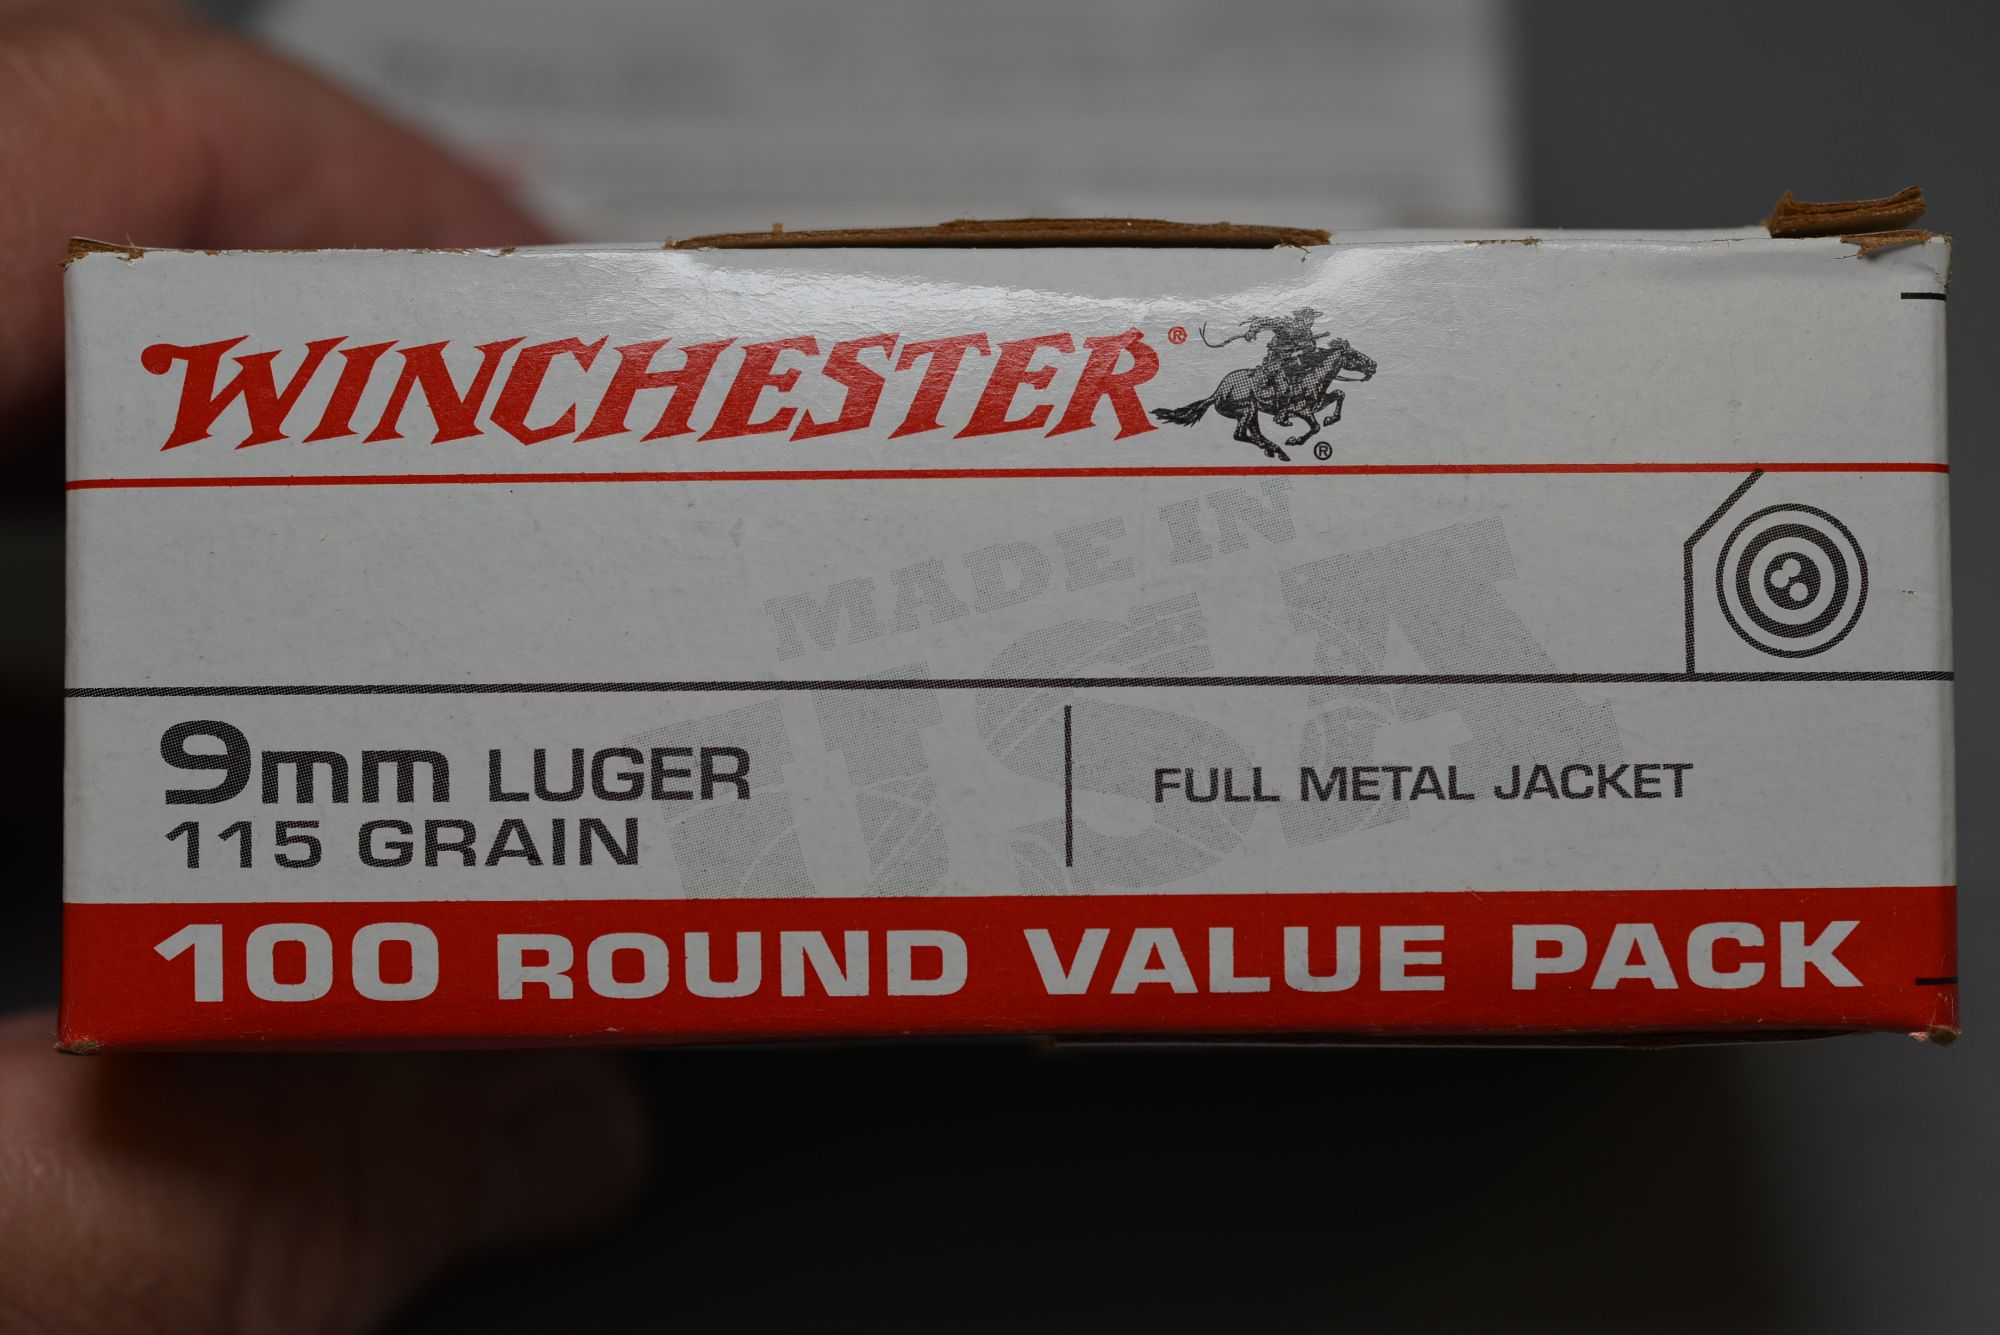 WINCHESTER®
®
MADE IN
USA
9mm LUGER
115 GRAIN
FULL METAL JACKET
100 ROUND VALUE PACK